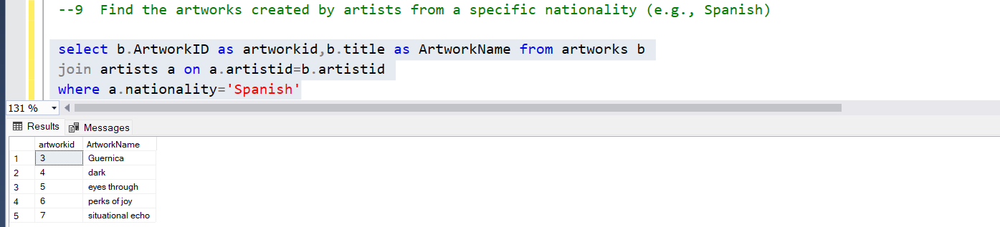 --9  Find the artworks created by artists from a specific nationality (e.g., Spanish)
select b.ArtworkID as artworkid,b.title as ArtworkName from artworks b
join artists a on a.artistid=b.artistid
where a.nationality='Spanish'
131 %
Results Messages
artworkid ArtworkName
1 3 Guernica
2 4 dark
3 5 eyes through
4 6 perks of joy
5 7 situational echo